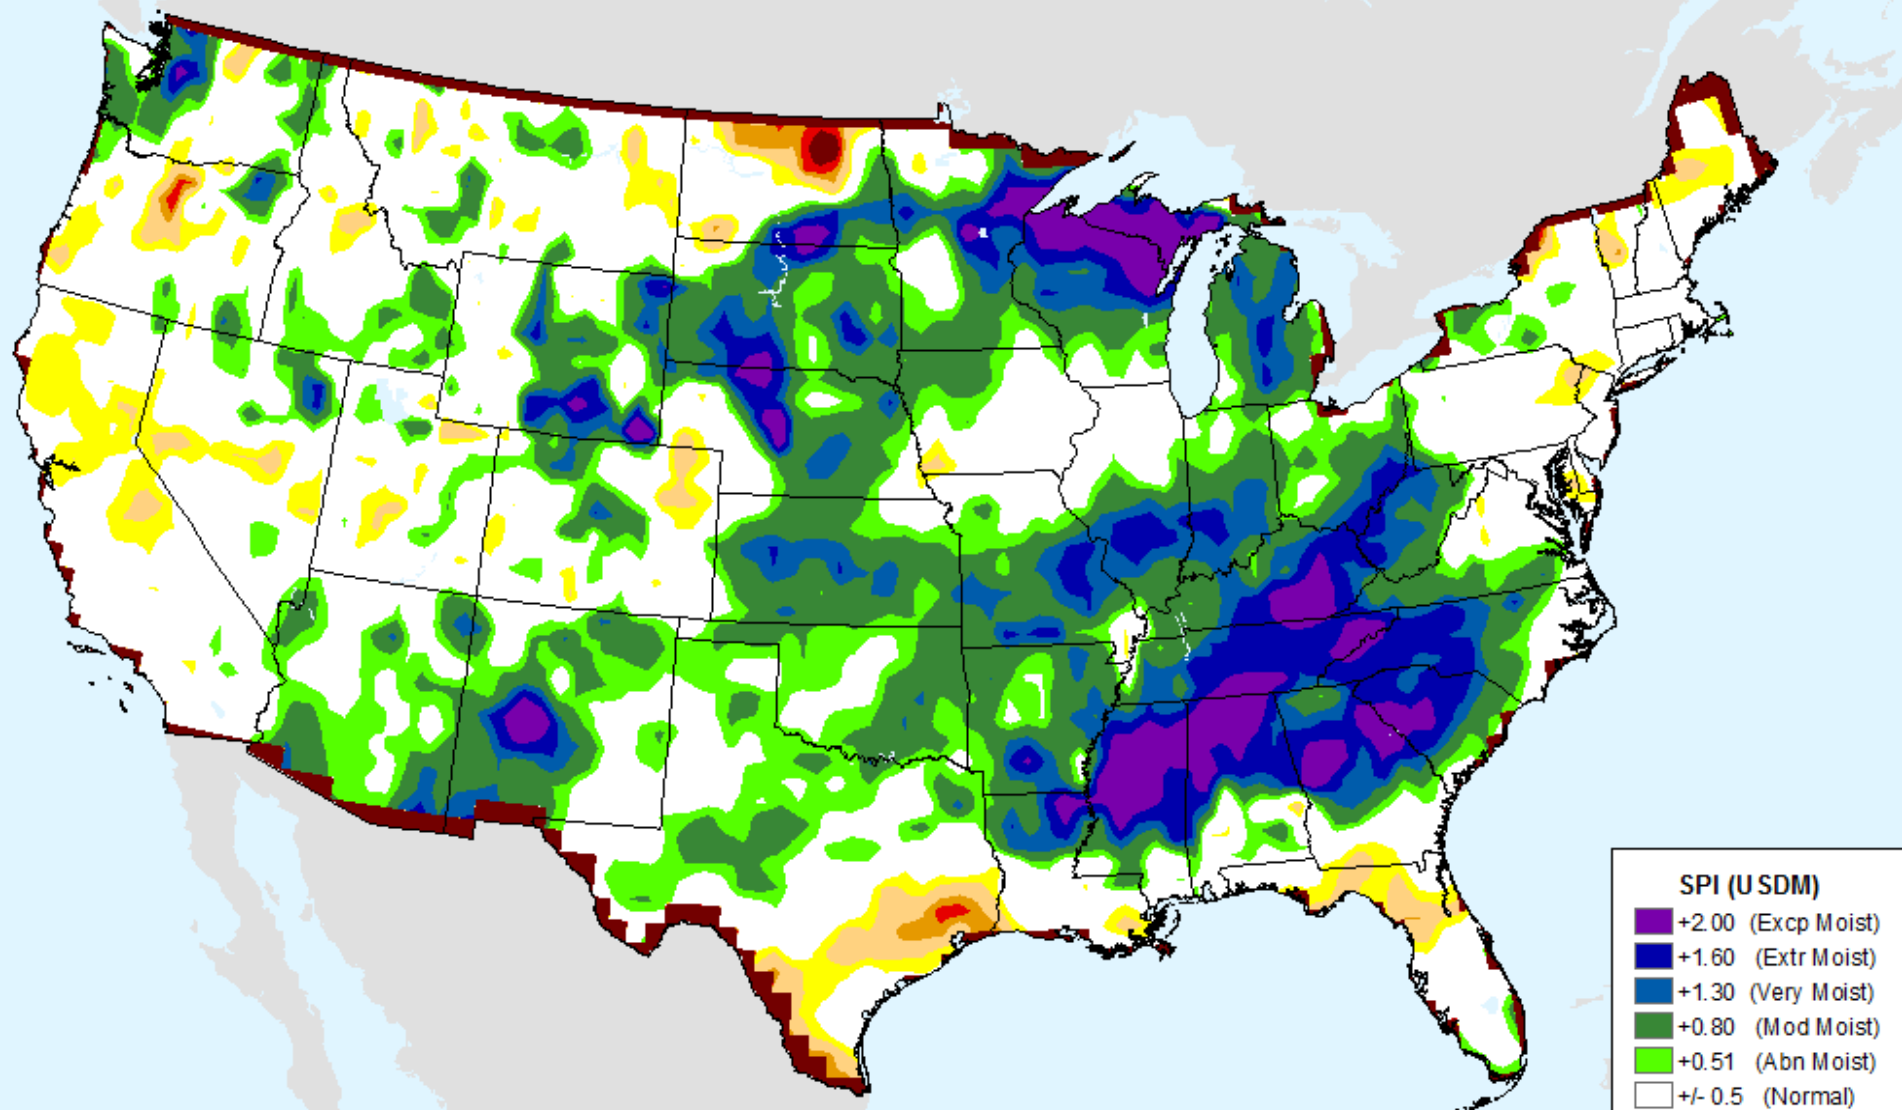 SPI (USDM)
+2.00 (Excp Moist)
+1.60 (Extr Moist)
+1.30 (Very Moist)
+0.80 (Mod Moist)
+0.51 (Abn Moist)
+/- 0.5 (Normal)